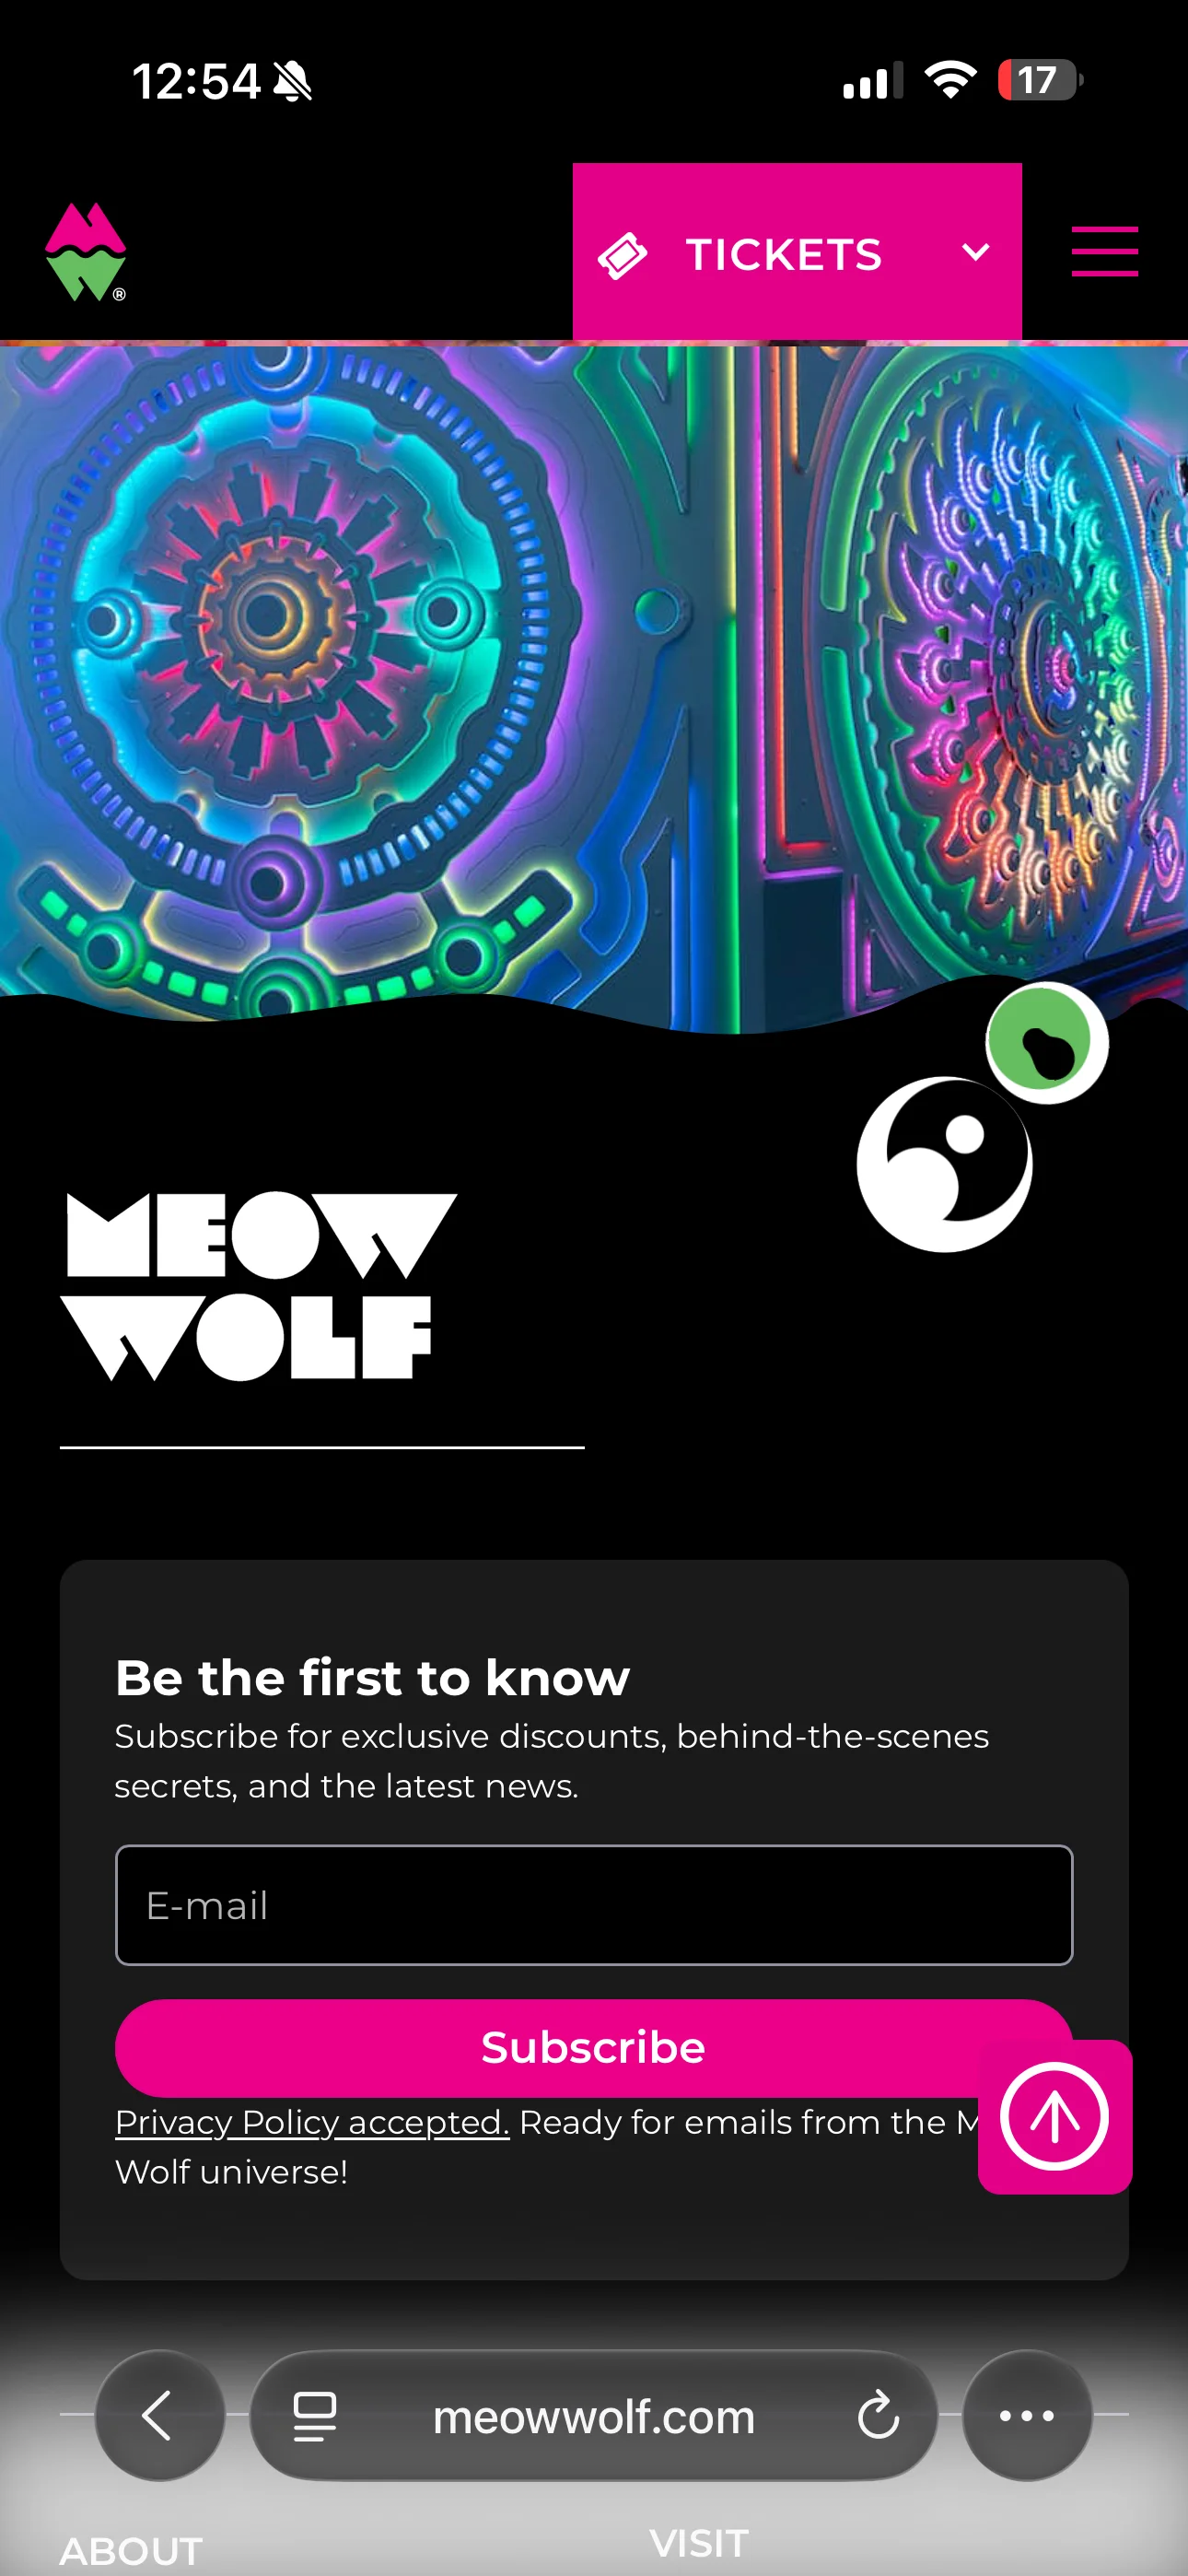 12:54
17
TICKETS
MEOW
WOLF
Be the first to know
Subscribe for exclusive discounts, behind-the-scenes
secrets, and the latest news.
E-mail
Subscribe
Privacy Policy accepted. Ready for emails from the
Wolf universe!
meowwolf.com
ABOUT
VISIT